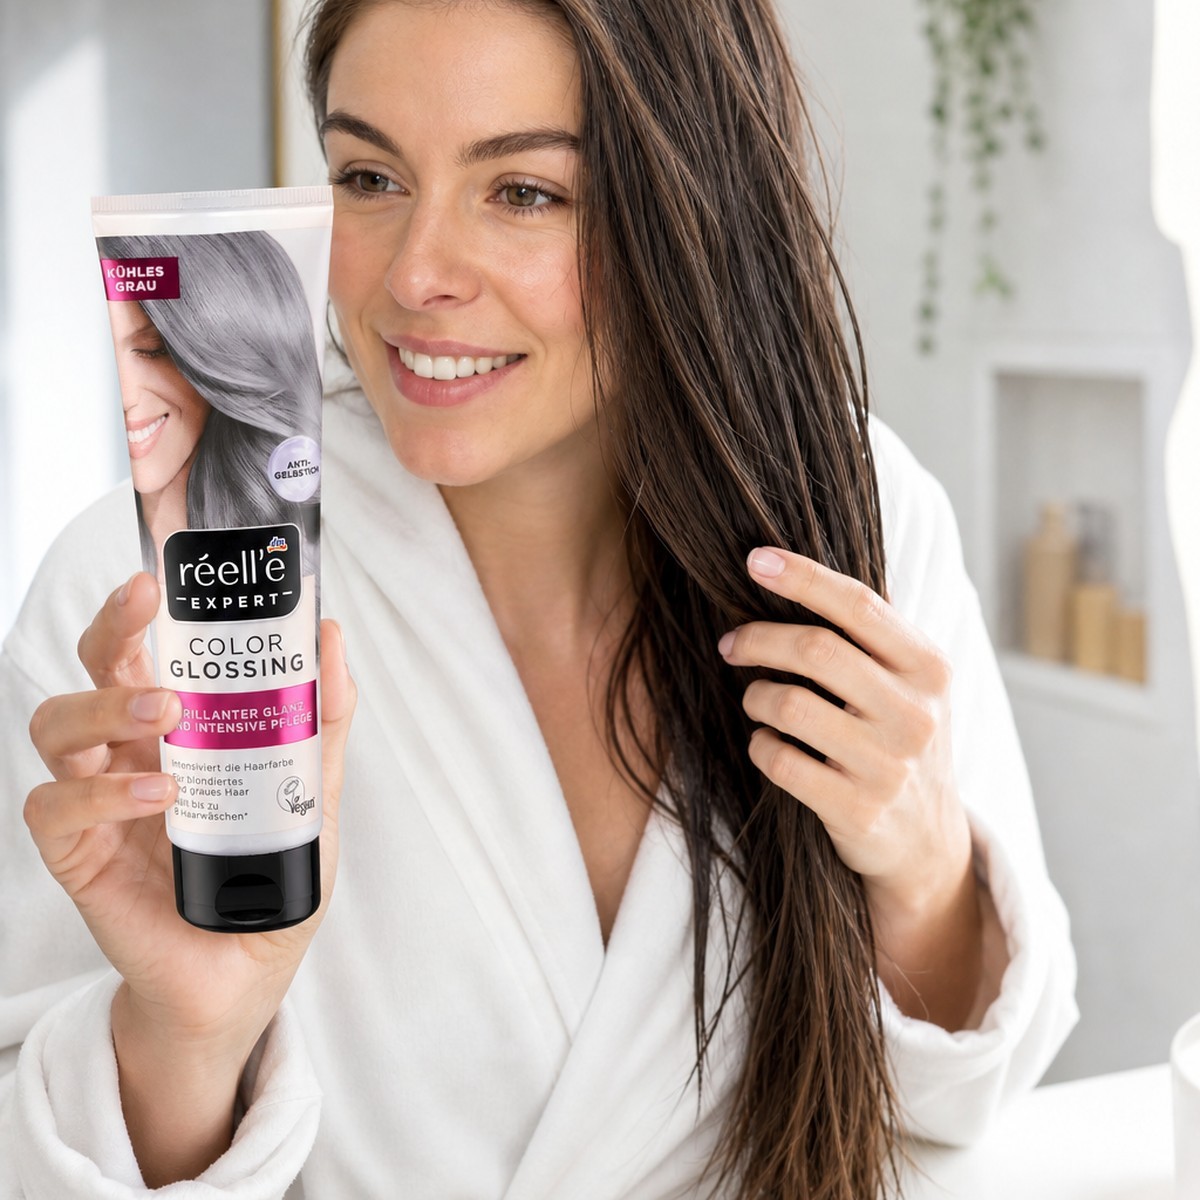 KÜHLES
GRAU
ANTI-
GELBSTICH
dm
réell'e
EXPERT
COLOR
GLOSSING
BRILLANTER GLANZ
UND INTENSIVE PFLEGE
Intensiviert die Haarfarbe
Für blondiertes
und graues Haar
Hält bis zu
8 Haarwäschen*
Vegan